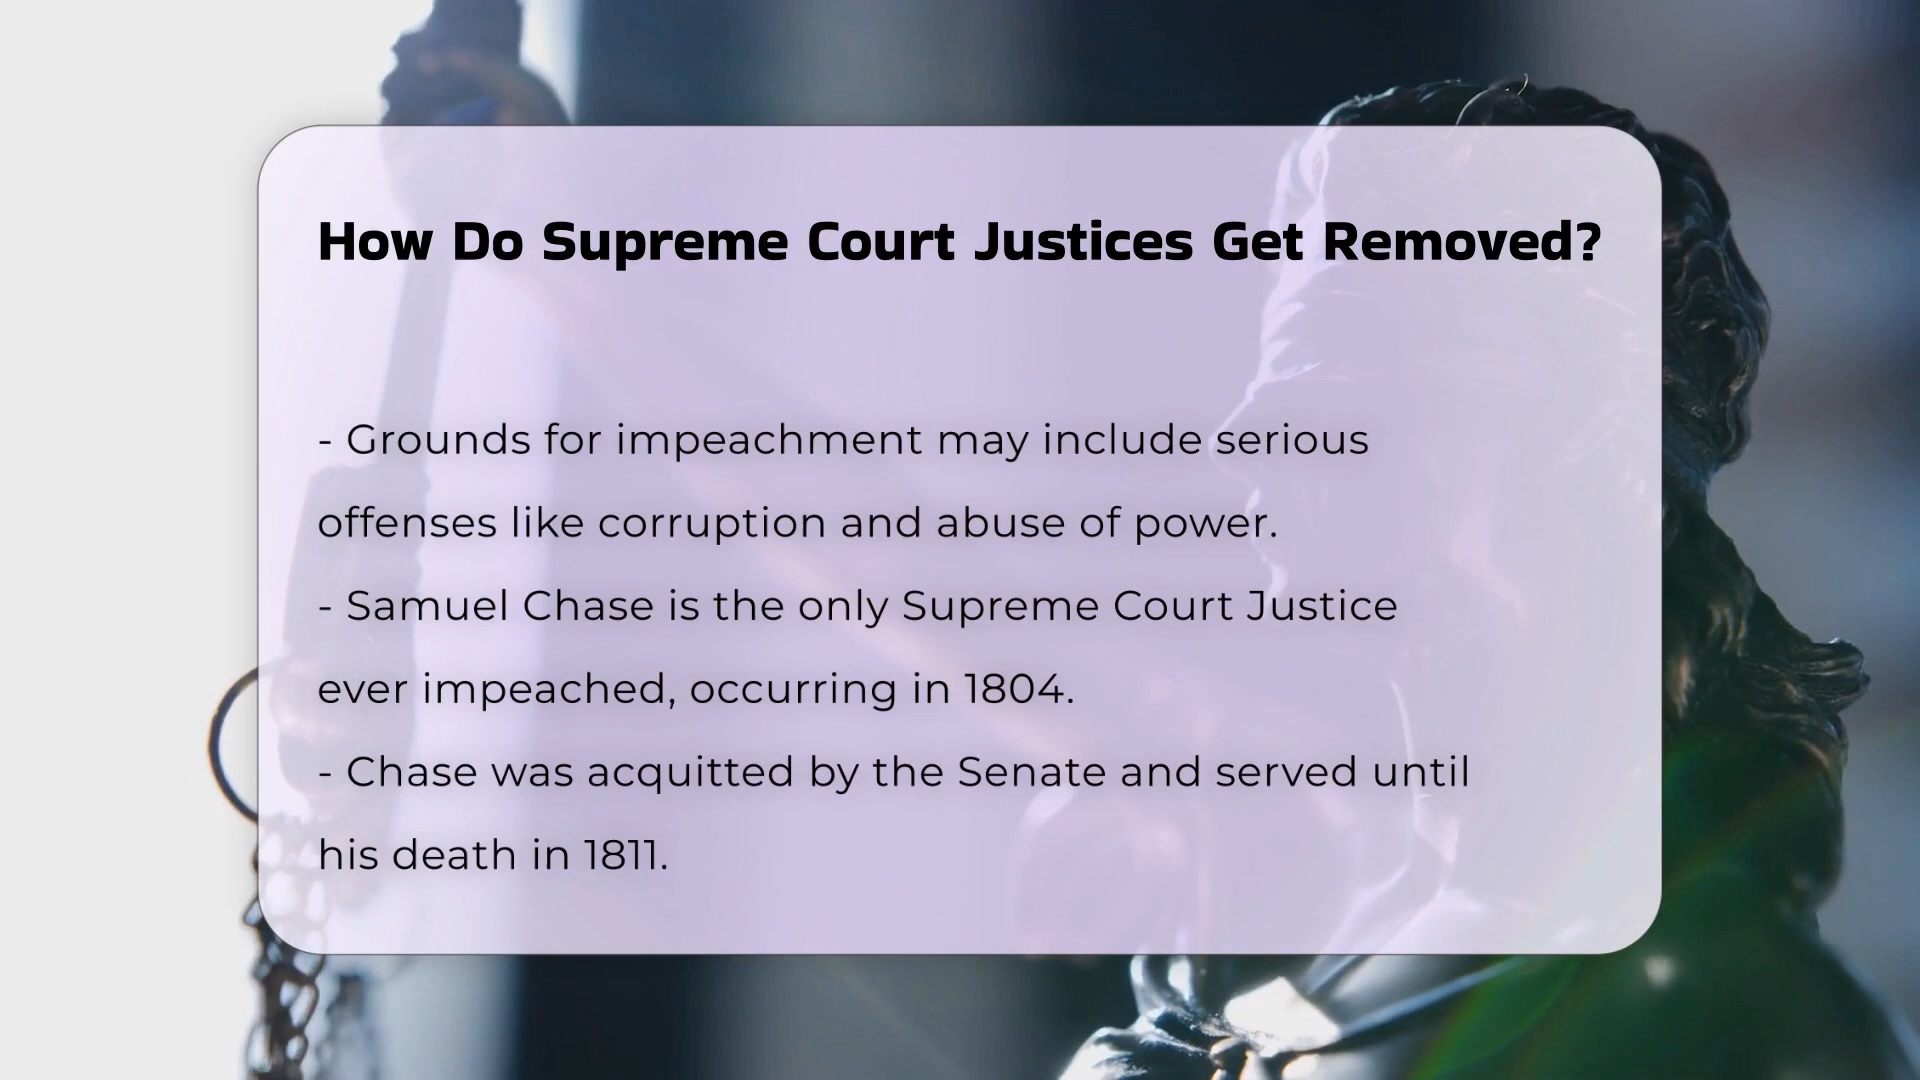 How Do Supreme Court Justices Get Removed?
- Grounds for impeachment may include serious
offenses like corruption and abuse of power.
- Samuel Chase is the only Supreme Court Justice
ever impeached, occurring in 1804.
- Chase was acquitted by the Senate and served until
his death in 1811.